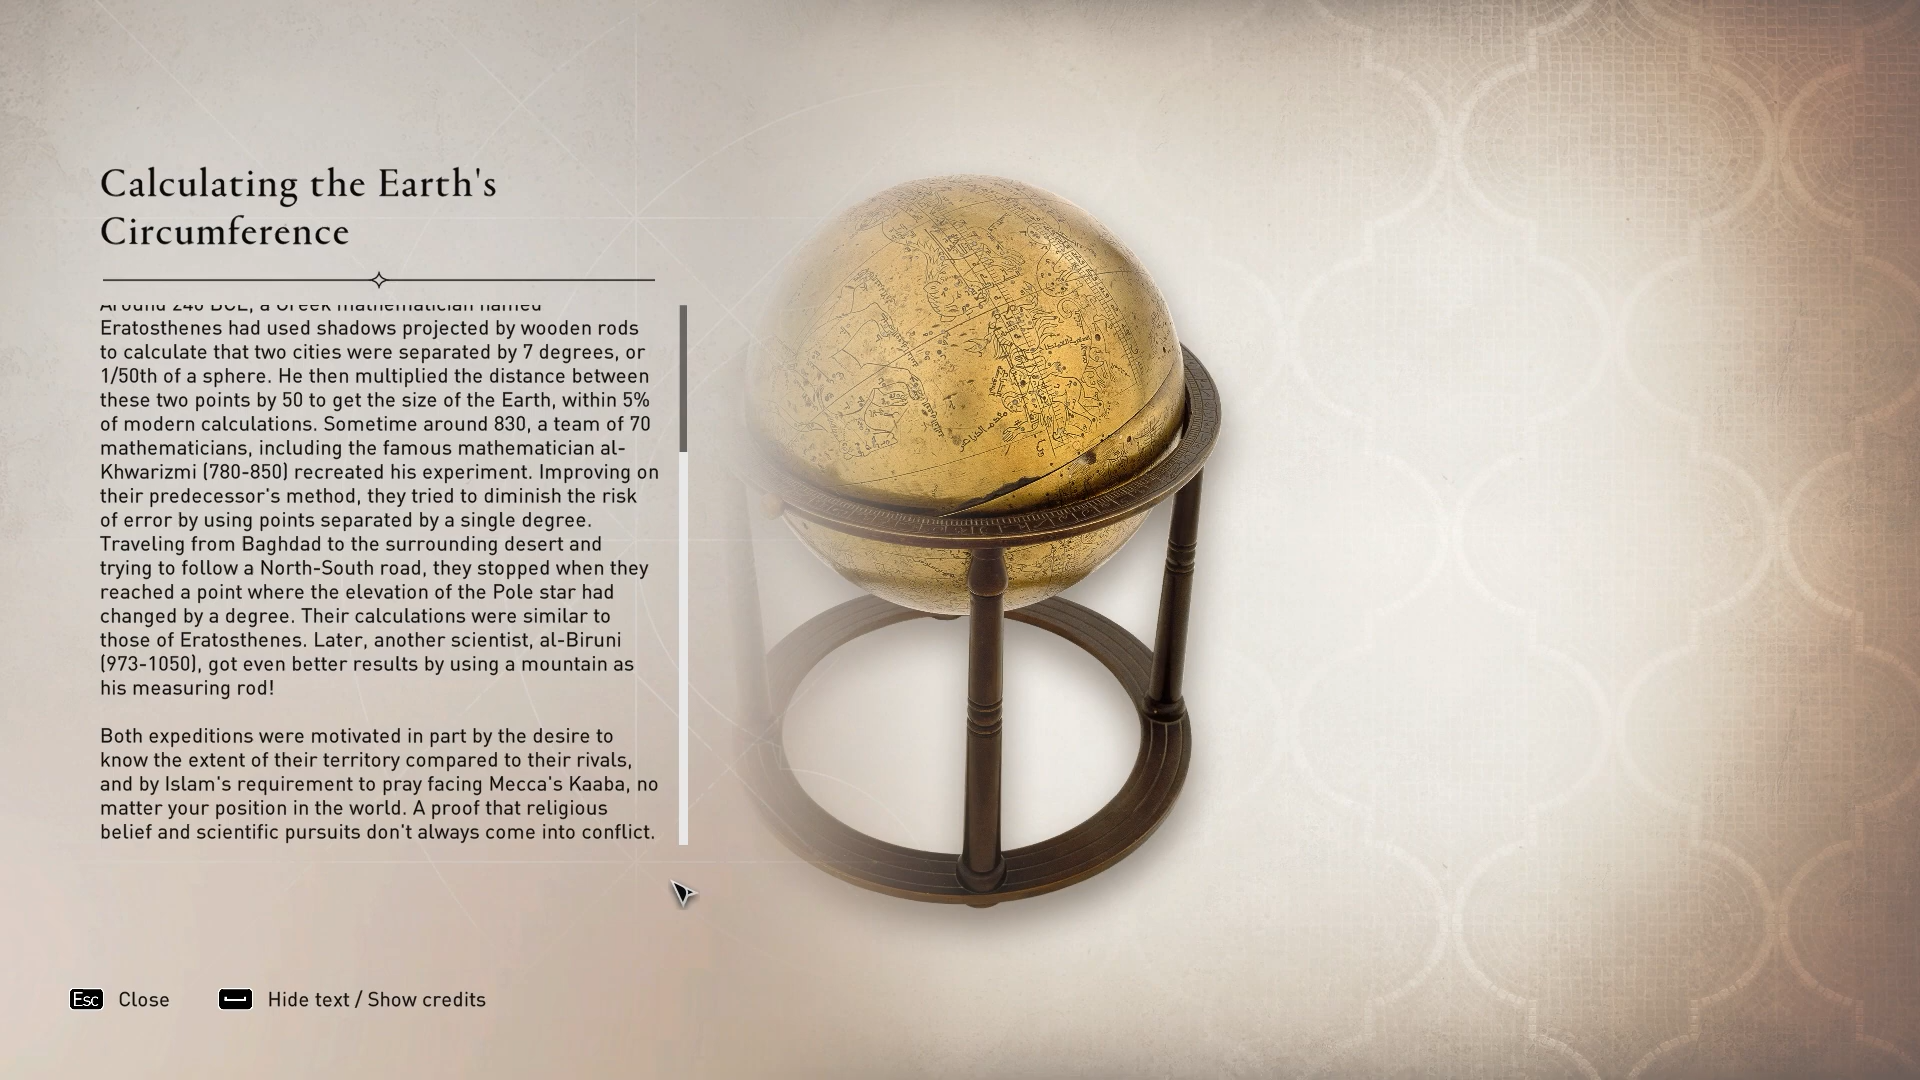 Calculating the Earth's
Circumference
Around 240 BCE, a Greek mathematician named
Eratosthenes had used shadows projected by wooden rods
to calculate that two cities were separated by 7 degrees, or
1/50th of a sphere. He then multiplied the distance between
these two points by 50 to get the size of the Earth, within 5%
of modern calculations. Sometime around 830, a team of 70
mathematicians, including the famous mathematician al-
Khwarizmi (780-850) recreated his experiment. Improving on
their predecessor's method, they tried to diminish the risk
of error by using points separated by a single degree.
Traveling from Baghdad to the surrounding desert and
trying to follow a North-South road, they stopped when they
reached a point where the elevation of the Pole star had
changed by a degree. Their calculations were similar to
those of Eratosthenes. Later, another scientist, al-Biruni
(973-1050), got even better results by using a mountain as
his measuring rod!
Both expeditions were motivated in part by the desire to
know the extent of their territory compared to their rivals,
and by Islam's requirement to pray facing Mecca's Kaaba, no
matter your position in the world. A proof that religious
belief and scientific pursuits don't always come into conflict.
Esc Close Hide text / Show credits